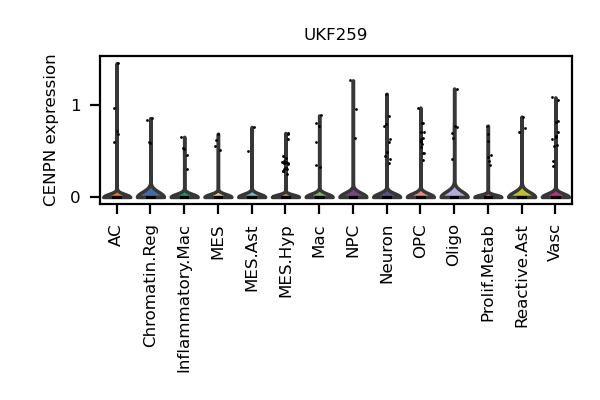 UKF259
CENPN expression
1
0
AC
Chromatin.Reg
Inflammatory.Mac
MES
MES.Ast
MES.Hyp
Mac
NPC
Neuron
OPC
Oligo
Prolif.Metab
Reactive.Ast
Vasc